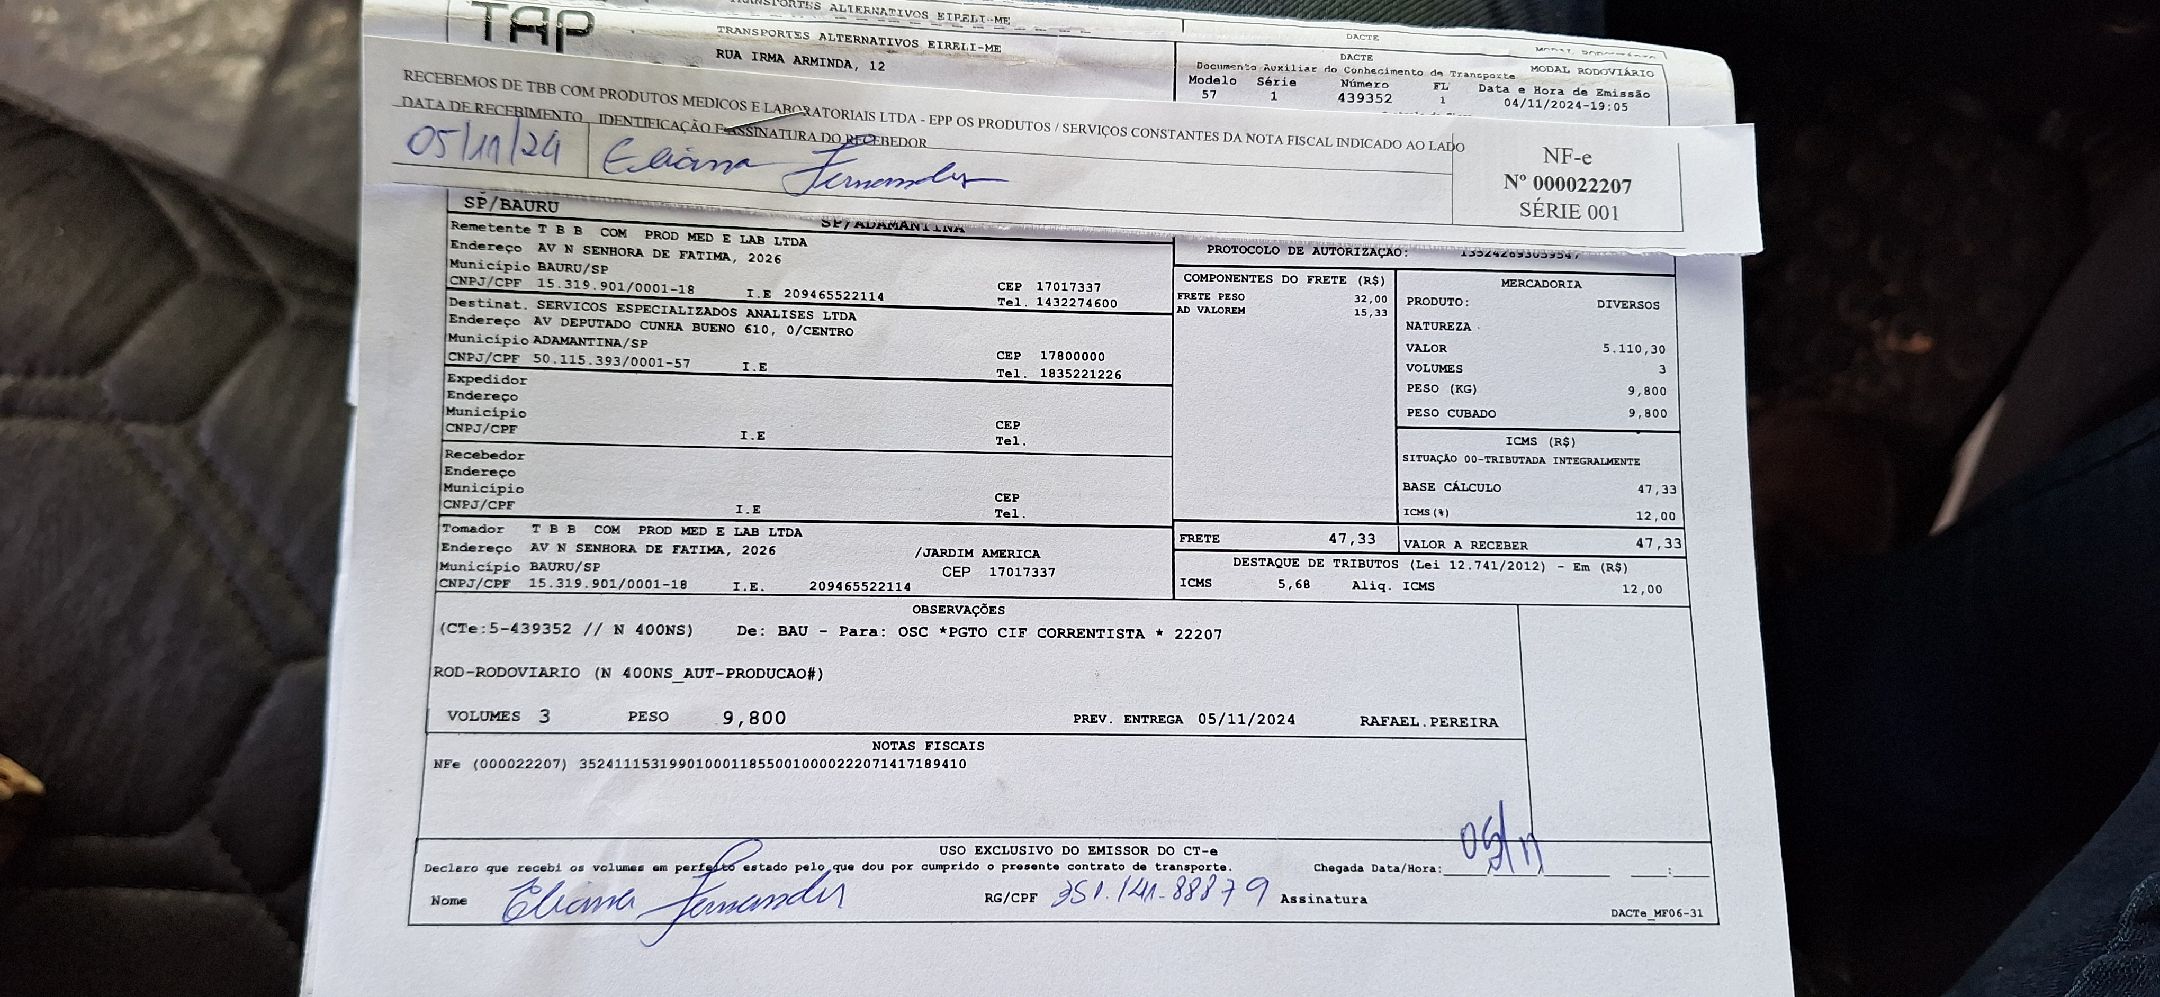 TRANSPORTES ALTERNATIVOS EIRELI-ME
DACTE
TAP
TRANSPORTES ALTERNATIVOS EIRELI-ME
RUA IRMA ARMINDA, 12
DACTE
Documento Auxiliar do Conhecimento de Transporte
MODAL RODOVIÁRIO
Modelo Série Número FL Data e Hora de Emissão
57 1 439352 1 04/11/2024-19:05
RECEBEMOS DE TBB COM PRODUTOS MEDICOS E LABORATORIAIS LTDA - EPP OS PRODUTOS / SERVIÇOS CONSTANTES DA NOTA FISCAL INDICADO AO LADO
DATA DE RECEBIMENTO IDENTIFICAÇÃO E ASSINATURA DO RECEBEDOR
05/11/24 Eliana Fernandes
NF-e
Nº 000022207
SÉRIE 001
SP/BAURU
SP/ADAMANTINA
Remetente T B B COM PROD MED E LAB LTDA
Endereço AV N SENHORA DE FATIMA, 2026
Município BAURU/SP
CEP 17017337
CNPJ/CPF 15.319.901/0001-18 I.E 209465522114 Tel. 1432274600
Destinat. SERVICOS ESPECIALIZADOS ANALISES LTDA
Endereço AV DEPUTADO CUNHA BUENO 610, 0/CENTRO
Município ADAMANTINA/SP
CEP 17800000
CNPJ/CPF 50.115.393/0001-57 I.E Tel. 1835221226
Expedidor
Endereço
Município
CEP
CNPJ/CPF I.E Tel.
Recebedor
Endereço
Município
CEP
CNPJ/CPF I.E Tel.
Tomador T B B COM PROD MED E LAB LTDA
Endereço AV N SENHORA DE FATIMA, 2026 /JARDIM AMERICA
Município BAURU/SP CEP 17017337
CNPJ/CPF 15.319.901/0001-18 I.E. 209465522114
PROTOCOLO DE AUTORIZAÇÃO: 135242693059547
COMPONENTES DO FRETE (R$)
FRETE PESO 32,00
AD VALOREM 15,33
MERCADORIA
PRODUTO: DIVERSOS
NATUREZA
VALOR 5.110,30
VOLUMES 3
PESO (KG) 9,800
PESO CUBADO 9,800
ICMS (R$)
SITUAÇÃO 00-TRIBUTADA INTEGRALMENTE
BASE CÁLCULO 47,33
ICMS(%) 12,00
FRETE 47,33
VALOR A RECEBER 47,33
DESTAQUE DE TRIBUTOS (Lei 12.741/2012) - Em (R$)
ICMS 5,68 Aliq. ICMS 12,00
OBSERVAÇÕES
(CTe:5-439352 // N 400NS) De: BAU - Para: OSC *PGTO CIF CORRENTISTA * 22207
ROD-RODOVIARIO (N 400NS_AUT-PRODUCAO#)
VOLUMES 3 PESO 9,800 PREV. ENTREGA 05/11/2024 RAFAEL.PEREIRA
NOTAS FISCAIS
NFe (000022207) 35241115319901000118550010000222071417189410
USO EXCLUSIVO DO EMISSOR DO CT-e
Declaro que recebi os volumes em perfeito estado pelo que dou por cumprido o presente contrato de transporte. Chegada Data/Hora: 05/11 :
Nome Eliana Fernandes RG/CPF 351.141.88879 Assinatura
DACTe_MF06-31